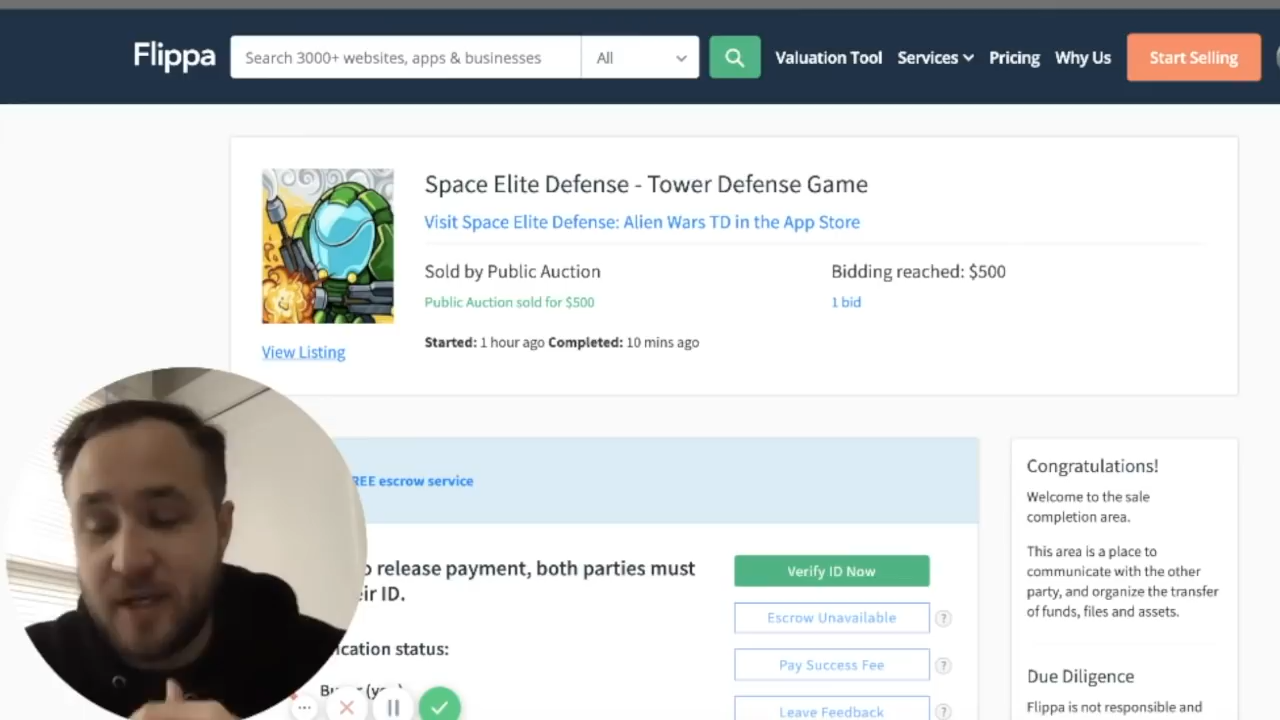 Flippa
Search 3000+ websites, apps & businesses
All
Valuation Tool
Services
Pricing
Why Us
Start Selling
Space Elite Defense - Tower Defense Game
Visit Space Elite Defense: Alien Wars TD in the App Store
Sold by Public Auction
Bidding reached: $500
Public Auction sold for $500
1 bid
Started: 1 hour ago Completed: 10 mins ago
View Listing
escrow service
release payment, both parties must
ID.
status:
Verify ID Now
Escrow Unavailable
?
Pay Success Fee
?
Leave Feedback
?
Congratulations!
Welcome to the sale
completion area.
This area is a place to
communicate with the other
party, and organize the transfer
of funds, files and assets.
Due Diligence
Flippa is not responsible and